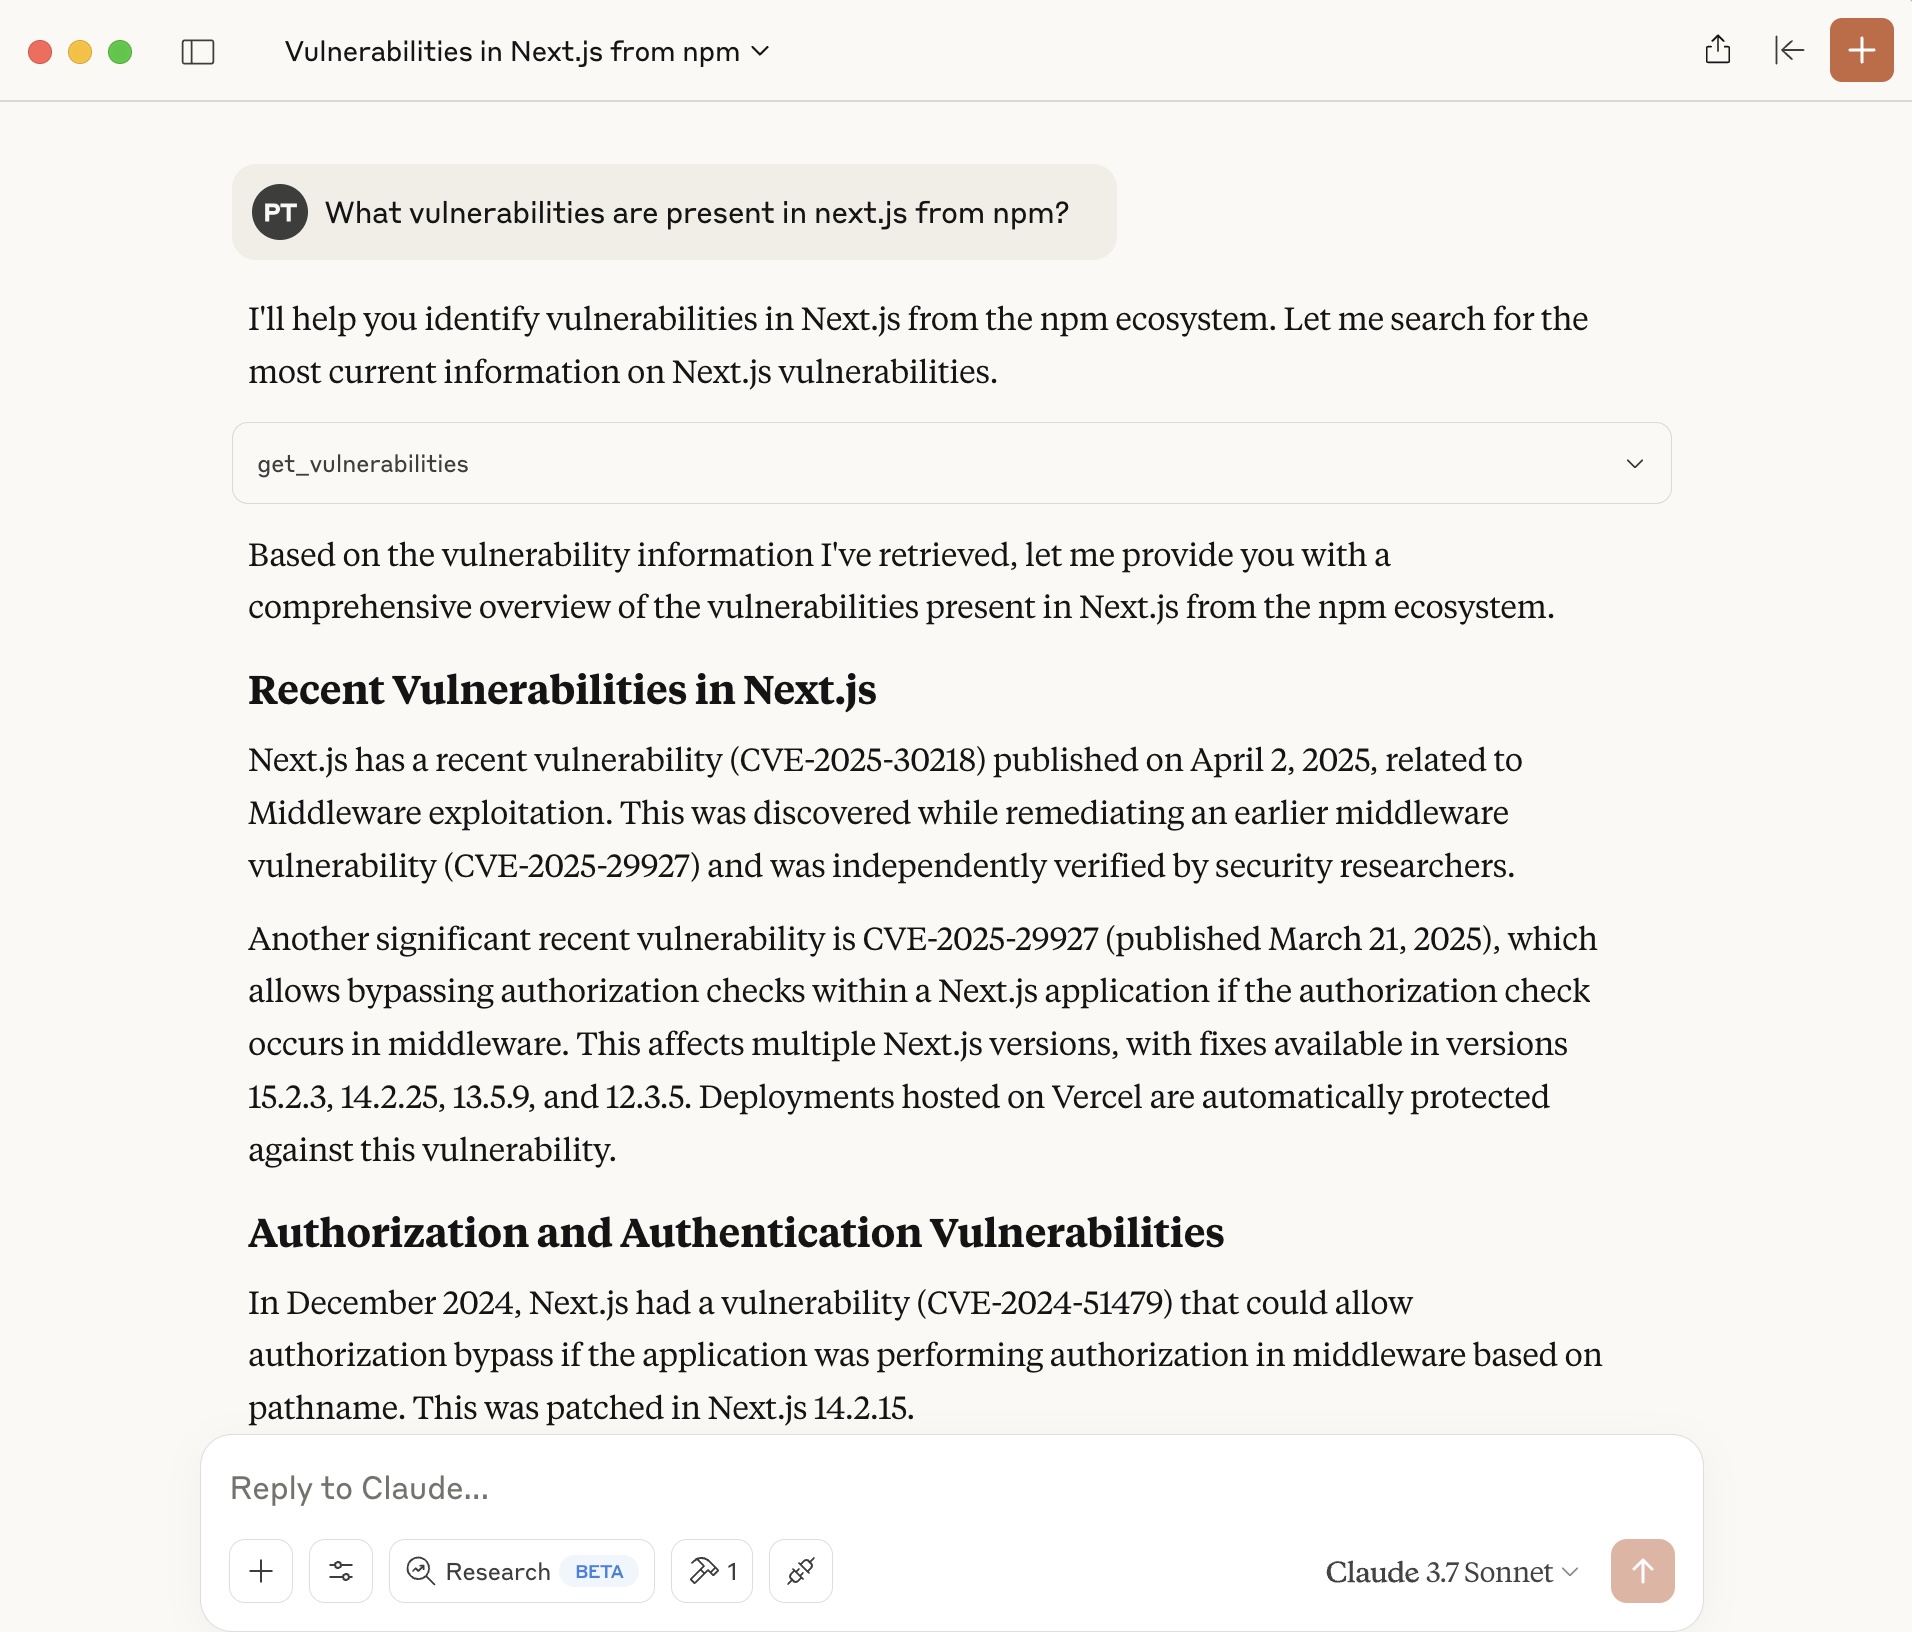 Vulnerabilities in Next.js from npm
PT What vulnerabilities are present in next.js from npm?
I'll help you identify vulnerabilities in Next.js from the npm ecosystem. Let me search for the
most current information on Next.js vulnerabilities.
get_vulnerabilities
Based on the vulnerability information I've retrieved, let me provide you with a
comprehensive overview of the vulnerabilities present in Next.js from the npm ecosystem.
Recent Vulnerabilities in Next.js
Next.js has a recent vulnerability (CVE-2025-30218) published on April 2, 2025, related to
Middleware exploitation. This was discovered while remediating an earlier middleware
vulnerability (CVE-2025-29927) and was independently verified by security researchers.
Another significant recent vulnerability is CVE-2025-29927 (published March 21, 2025), which
allows bypassing authorization checks within a Next.js application if the authorization check
occurs in middleware. This affects multiple Next.js versions, with fixes available in versions
15.2.3, 14.2.25, 13.5.9, and 12.3.5. Deployments hosted on Vercel are automatically protected
against this vulnerability.
Authorization and Authentication Vulnerabilities
In December 2024, Next.js had a vulnerability (CVE-2024-51479) that could allow
authorization bypass if the application was performing authorization in middleware based on
pathname. This was patched in Next.js 14.2.15.
Reply to Claude...
Research BETA 1 Claude 3.7 Sonnet